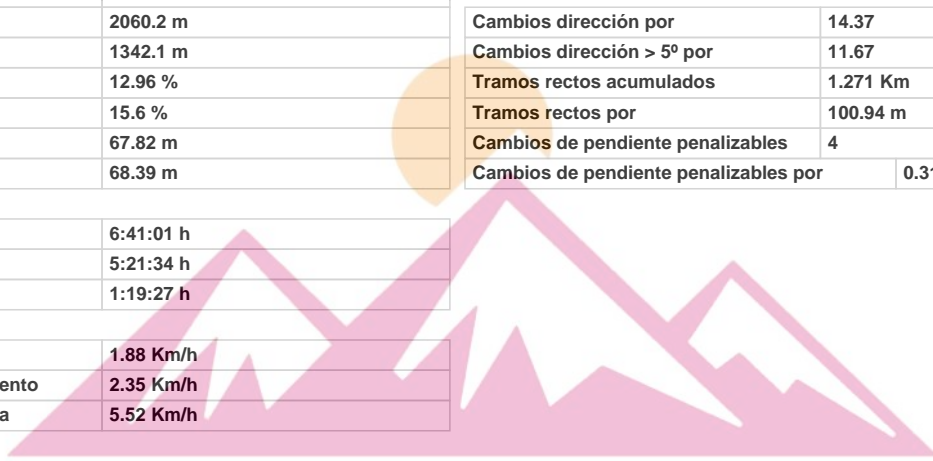 2060.2 m
1342.1 m
12.96 %
15.6 %
67.82 m
68.39 m
6:41:01 h
5:21:34 h
1:19:27 h
1.88 Km/h
ento 2.35 Km/h
a 5.52 Km/h
Cambios dirección por 14.37
Cambios dirección > 5º por 11.67
Tramos rectos acumulados 1.271 Km
Tramos rectos por 100.94 m
Cambios de pendiente penalizables 4
Cambios de pendiente penalizables por 0.31